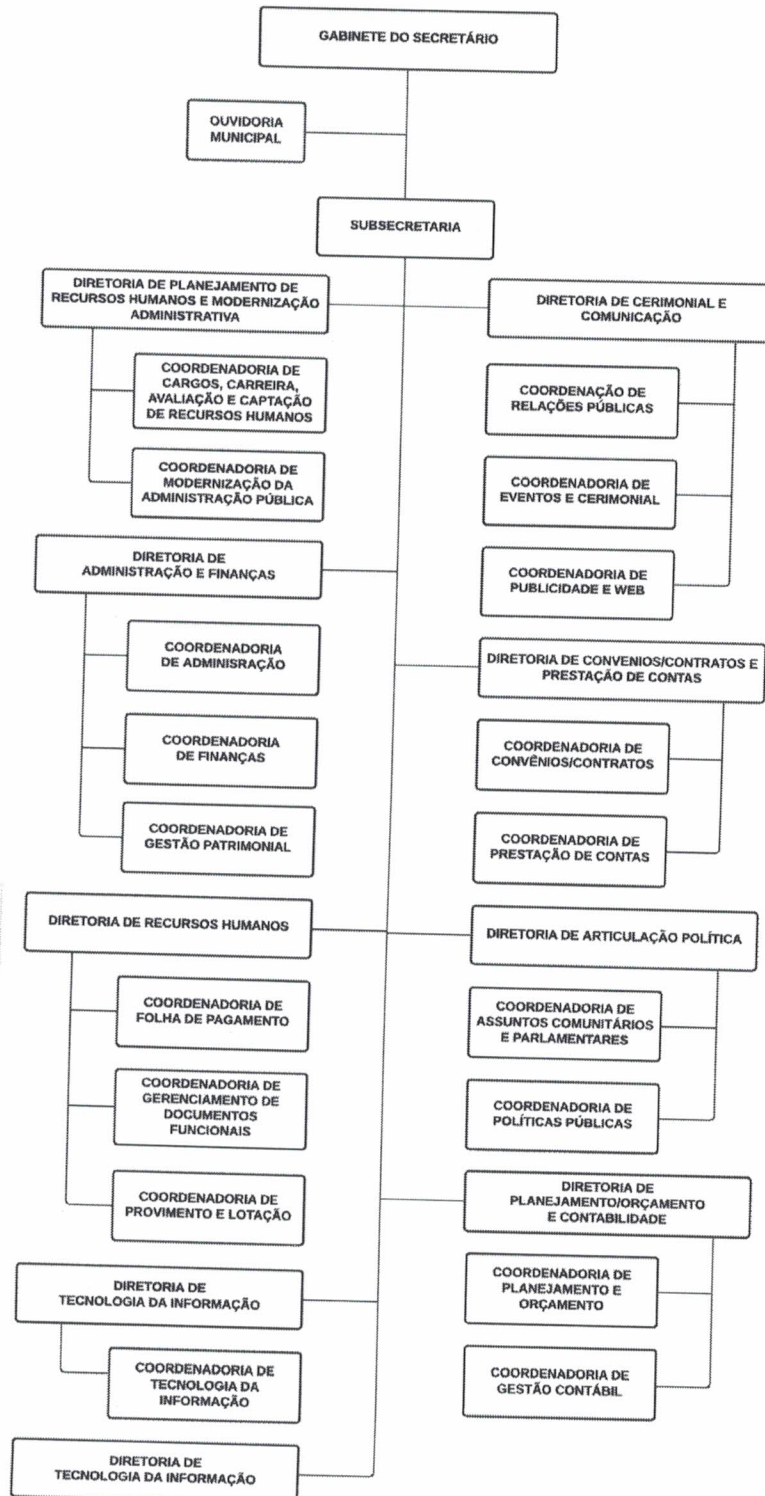 GABINETE DO SECRETÁRIO
OUVIDORIA
MUNICIPAL
SUBSECRETARIA
DIRETORIA DE PLANEJAMENTO DE
RECURSOS HUMANOS E MODERNIZAÇÃO
ADMINISTRATIVA
COORDENADORIA DE
CARGOS, CARREIRA,
AVALIAÇÃO E CAPTAÇÃO
DE RECURSOS HUMANOS
COORDENADORIA DE
MODERNIZAÇÃO DA
ADMINISTRAÇÃO PÚBLICA
DIRETORIA DE
ADMINISTRAÇÃO E FINANÇAS
COORDENADORIA
DE ADMINISRAÇÃO
COORDENADORIA
DE FINANÇAS
COORDENADORIA DE
GESTÃO PATRIMONIAL
DIRETORIA DE RECURSOS HUMANOS
COORDENADORIA DE
FOLHA DE PAGAMENTO
COORDENADORIA DE
GERENCIAMENTO DE
DOCUMENTOS
FUNCIONAIS
COORDENADORIA DE
PROVIMENTO E LOTAÇÃO
DIRETORIA DE
TECNOLOGIA DA INFORMAÇÃO
COORDENADORIA DE
TECNOLOGIA DA
INFORMAÇÃO
DIRETORIA DE
TECNOLOGIA DA INFORMAÇÃO
DIRETORIA DE CERIMONIAL E
COMUNICAÇÃO
COORDENAÇÃO DE
RELAÇÕES PÚBLICAS
COORDENADORIA DE
EVENTOS E CERIMONIAL
COORDENADORIA DE
PUBLICIDADE E WEB
DIRETORIA DE CONVENIOS/CONTRATOS E
PRESTAÇÃO DE CONTAS
COORDENADORIA DE
CONVÊNIOS/CONTRATOS
COORDENADORIA DE
PRESTAÇÃO DE CONTAS
DIRETORIA DE ARTICULAÇÃO POLÍTICA
COORDENADORIA DE
ASSUNTOS COMUNITÁRIOS
E PARLAMENTARES
COORDENADORIA DE
POLÍTICAS PÚBLICAS
DIRETORIA DE
PLANEJAMENTO/ORÇAMENTO
E CONTABILIDADE
COORDENADORIA DE
PLANEJAMENTO E
ORÇAMENTO
COORDENADORIA DE
GESTÃO CONTÁBIL